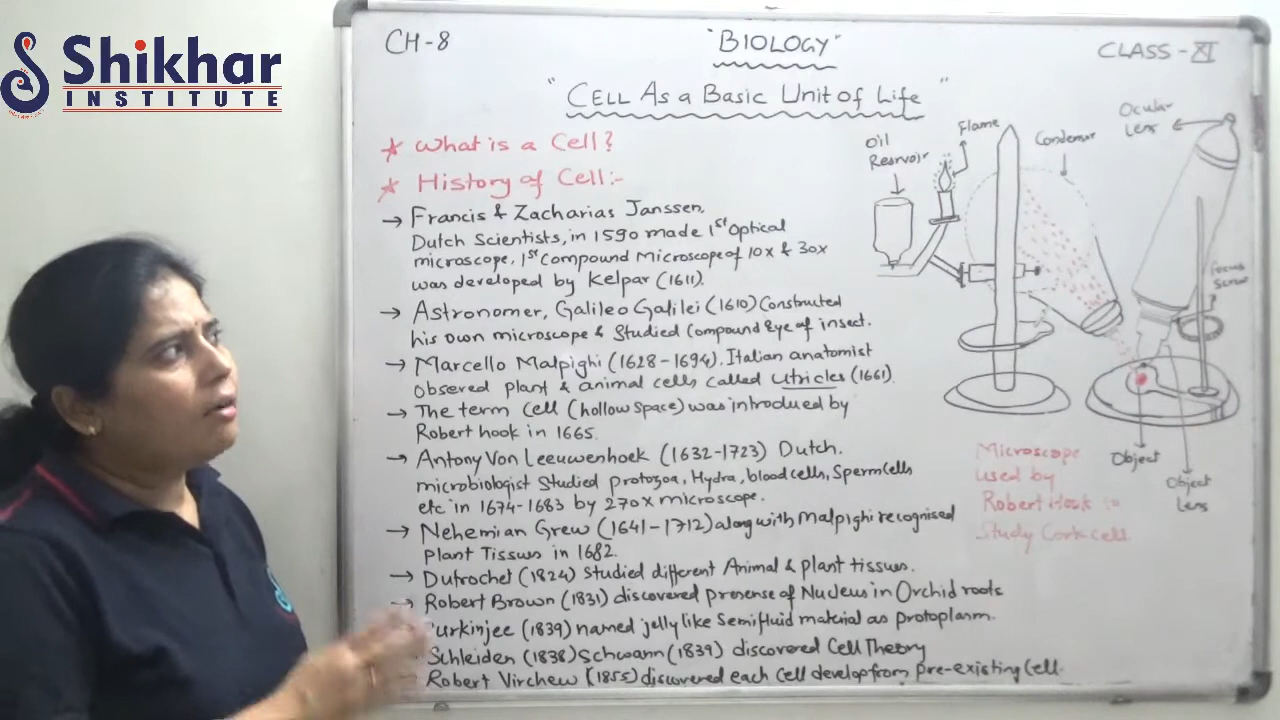 Shikhar
INSTITUTE
CH-8
"BIOLOGY"
CLASS-XI
"CELL As a Basic Unit of Life"
* What is a Cell?
* History of Cell:-
→ Francis & Zacharias Janssen,
Dutch Scientists, in 1590 made 1st Optical
microscope, 1st Compound Microscope of 10x & 30x
was developed by Kelpar (1611).
→ Astronomer, Galileo Galilei (1610) Constructed
his own microscope & Studied Compound Eye of insect.
→ Marcello Malpighi (1628-1694). Italian anatomist
Obsered plant & animal cells called Utricles (1661).
→ The term cell (hollow space) was introdued by
Robert hook in 1665.
→ Antony Von Leeuwenhoek (1632-1723) Dutch.
microbiologist Studied protozoa, Hydra, blood cells, Sperm cells
etc in 1674-1683 by 270x microscope.
→ Nehemian Grew (1641-1712) along with Malpighi recognised
Plant Tissues in 1682.
→ Dutrochet (1824) Studied different Animal & plant tissues.
→ Robert Brown (1831) discovered presense of Nucleus in Orchid roots
urkinjee (1839) named jelly like Semifluid material as protoplasm.
Schleiden (1838) Schwann (1839) discovered Cell Theory
Robert Virchew (1855) discovered each Cell develop from pre-existing Cell.
Oil
Reservoir
Flame
Condensor
Ocular
Lens
Focus
Screw
Object
Object
Lens
Microscope
used by
Robert Hook to
Study Cork cell